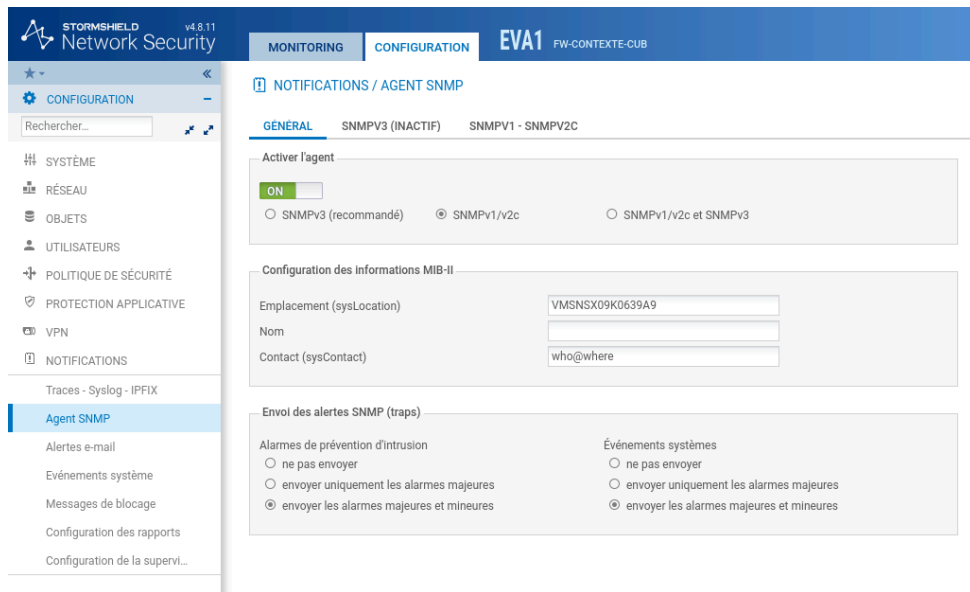 STORMSHIELD v4.8.11
Network Security
MONITORING CONFIGURATION EVA1 FW-CONTEXTE-CUB
CONFIGURATION
Rechercher...
SYSTÈME
RÉSEAU
OBJETS
UTILISATEURS
POLITIQUE DE SÉCURITÉ
PROTECTION APPLICATIVE
VPN
NOTIFICATIONS
Traces - Syslog - IPFIX
Agent SNMP
Alertes e-mail
Evénements système
Messages de blocage
Configuration des rapports
Configuration de la supervi...
NOTIFICATIONS / AGENT SNMP
GÉNÉRAL SNMPV3 (INACTIF) SNMPV1 - SNMPV2C
Activer l'agent
ON
SNMPv3 (recommandé) SNMPv1/v2c SNMPv1/v2c et SNMPv3
Configuration des informations MIB-II
Emplacement (sysLocation) VMSNSX09K0639A9
Nom
Contact (sysContact) who@where
Envoi des alertes SNMP (traps)
Alarmes de prévention d'intrusion Événements systèmes
ne pas envoyer ne pas envoyer
envoyer uniquement les alarmes majeures envoyer uniquement les alarmes majeures
envoyer les alarmes majeures et mineures envoyer les alarmes majeures et mineures